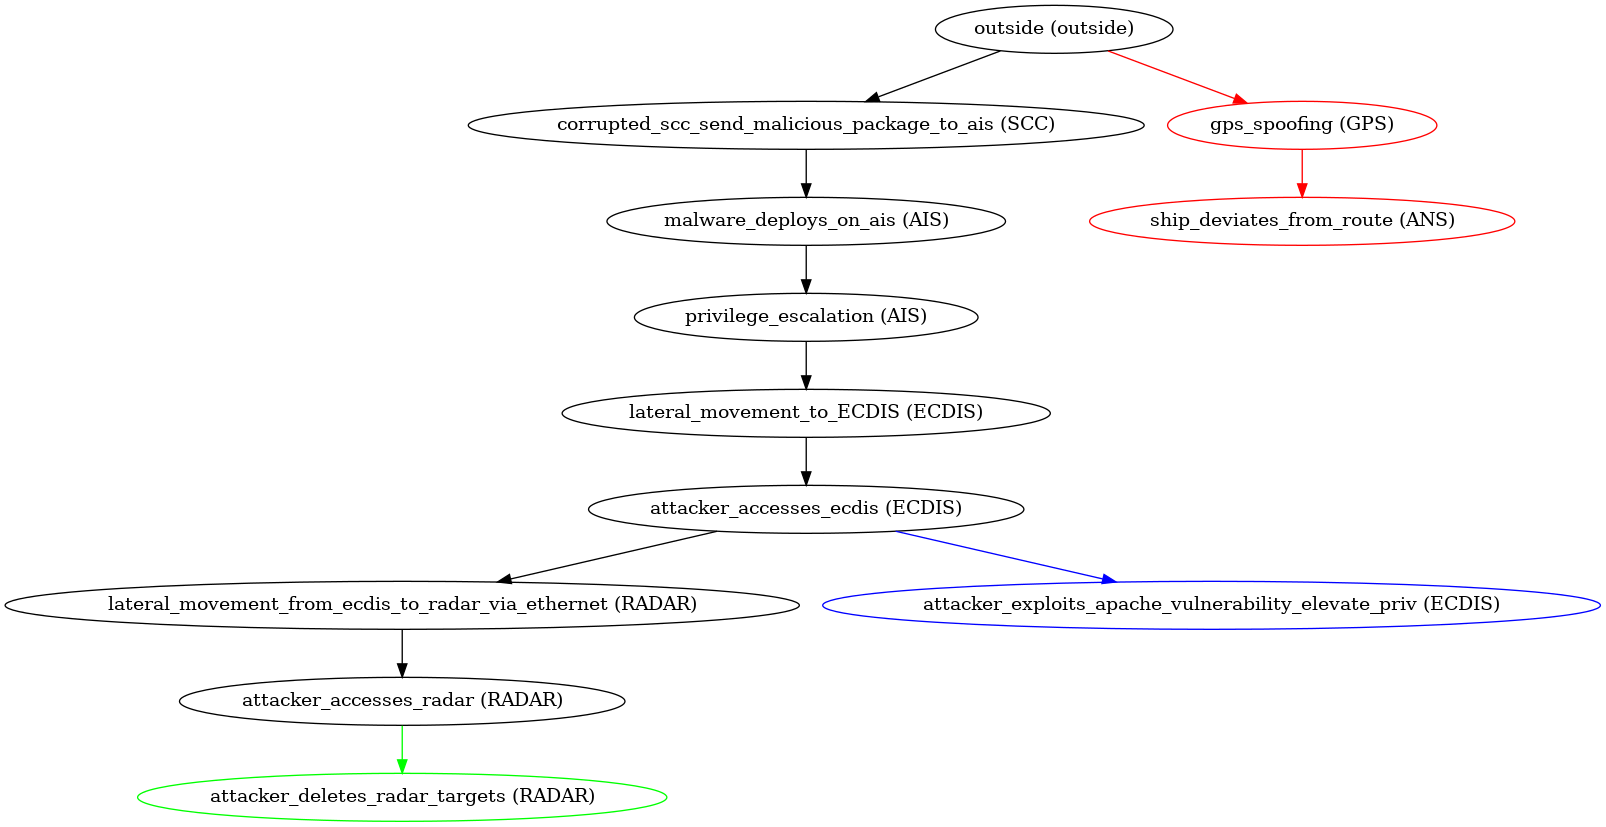 outside (outside)
corrupted_scc_send_malicious_package_to_ais (SCC)
gps_spoofing (GPS)
malware_deploys_on_ais (AIS)
ship_deviates_from_route (ANS)
privilege_escalation (AIS)
lateral_movement_to_ECDIS (ECDIS)
attacker_accesses_ecdis (ECDIS)
lateral_movement_from_ecdis_to_radar_via_ethernet (RADAR)
attacker_exploits_apache_vulnerability_elevate_priv (ECDIS)
attacker_accesses_radar (RADAR)
attacker_deletes_radar_targets (RADAR)